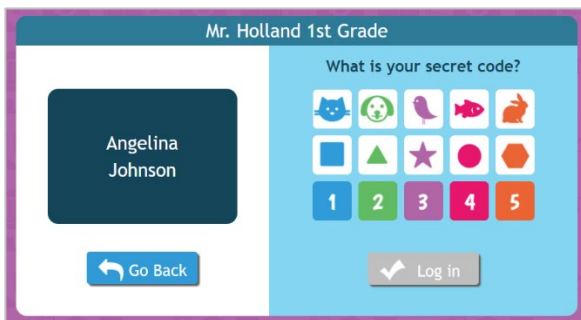 Mr. Holland 1st Grade
What is your secret code?
Angelina
Johnson
1 2 3 4 5
Go Back
Log in